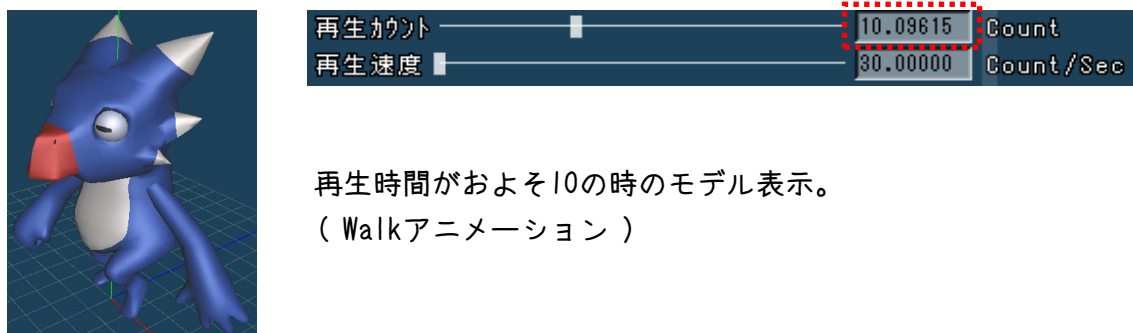 再生ｶｳﾝﾄ 10.09615 Count
再生速度 30.00000 Count/Sec
再生時間がおよそ10の時のモデル表示。
( Walkアニメーション )